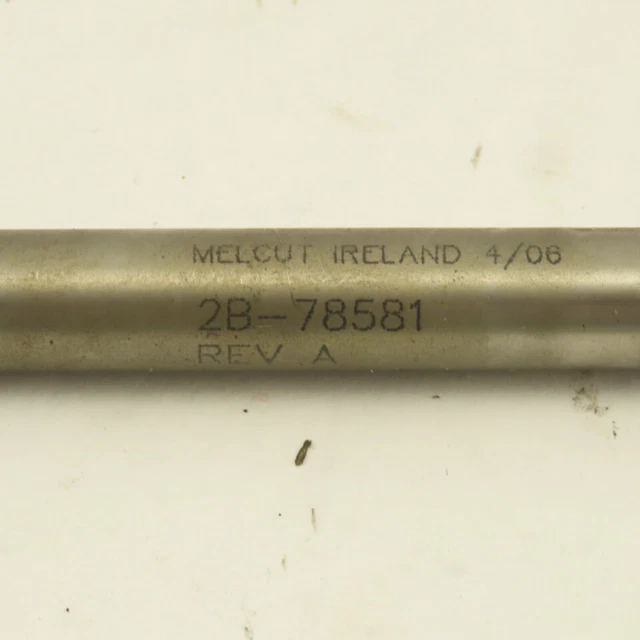 MELCUT IRELAND 4/06
2B-78581
REV A